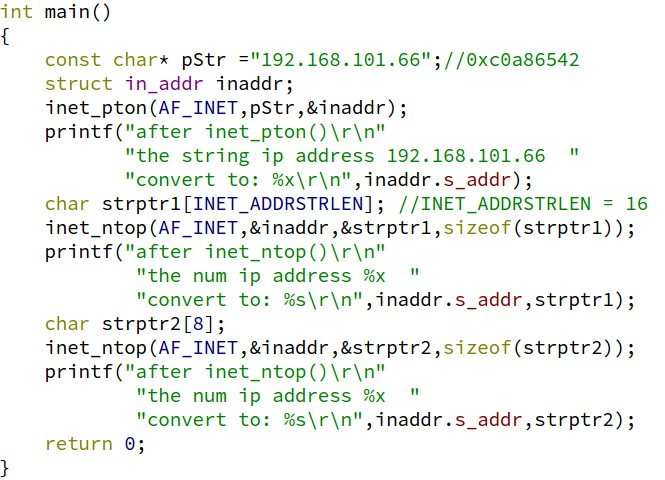 int main()
{
    const char* pStr ="192.168.101.66";//0xc0a86542
    struct in_addr inaddr;
    inet_pton(AF_INET,pStr,&inaddr);
    printf("after inet_pton()\r\n"
           "the string ip address 192.168.101.66  "
           "convert to: %x\r\n",inaddr.s_addr);
    char strptr1[INET_ADDRSTRLEN]; //INET_ADDRSTRLEN = 16
    inet_ntop(AF_INET,&inaddr,&strptr1,sizeof(strptr1));
    printf("after inet_ntop()\r\n"
            "the num ip address %x  "
            "convert to: %s\r\n",inaddr.s_addr,strptr1);
    char strptr2[8];
    inet_ntop(AF_INET,&inaddr,&strptr2,sizeof(strptr2));
    printf("after inet_ntop()\r\n"
            "the num ip address %x  "
            "convert to: %s\r\n",inaddr.s_addr,strptr2);
    return 0;
}